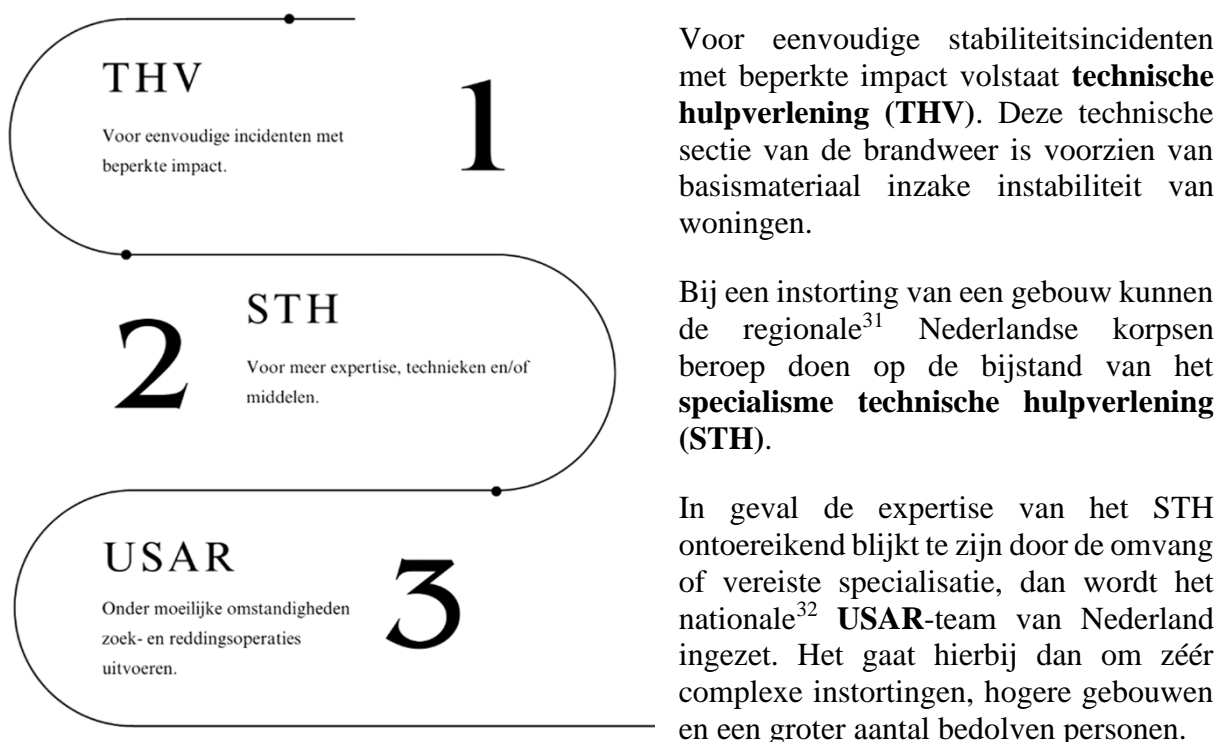 THV
Voor eenvoudige incidenten met
beperkte impact.
1
STH
2
Voor meer expertise, technieken en/of
middelen.
USAR
3
Onder moeilijke omstandigheden
zoek- en reddingsoperaties
uitvoeren.
Voor eenvoudige stabiliteitsincidenten
met beperkte impact volstaat technische
hulpverlening (THV). Deze technische
sectie van de brandweer is voorzien van
basismateriaal inzake instabiliteit van
woningen.
Bij een instorting van een gebouw kunnen
de regionale31 Nederlandse korpsen
beroep doen op de bijstand van het
specialisme technische hulpverlening
(STH).
In geval de expertise van het STH
ontoereikend blijkt te zijn door de omvang
of vereiste specialisatie, dan wordt het
nationale32 USAR-team van Nederland
ingezet. Het gaat hierbij dan om zéér
complexe instortingen, hogere gebouwen
en een groter aantal bedolven personen.